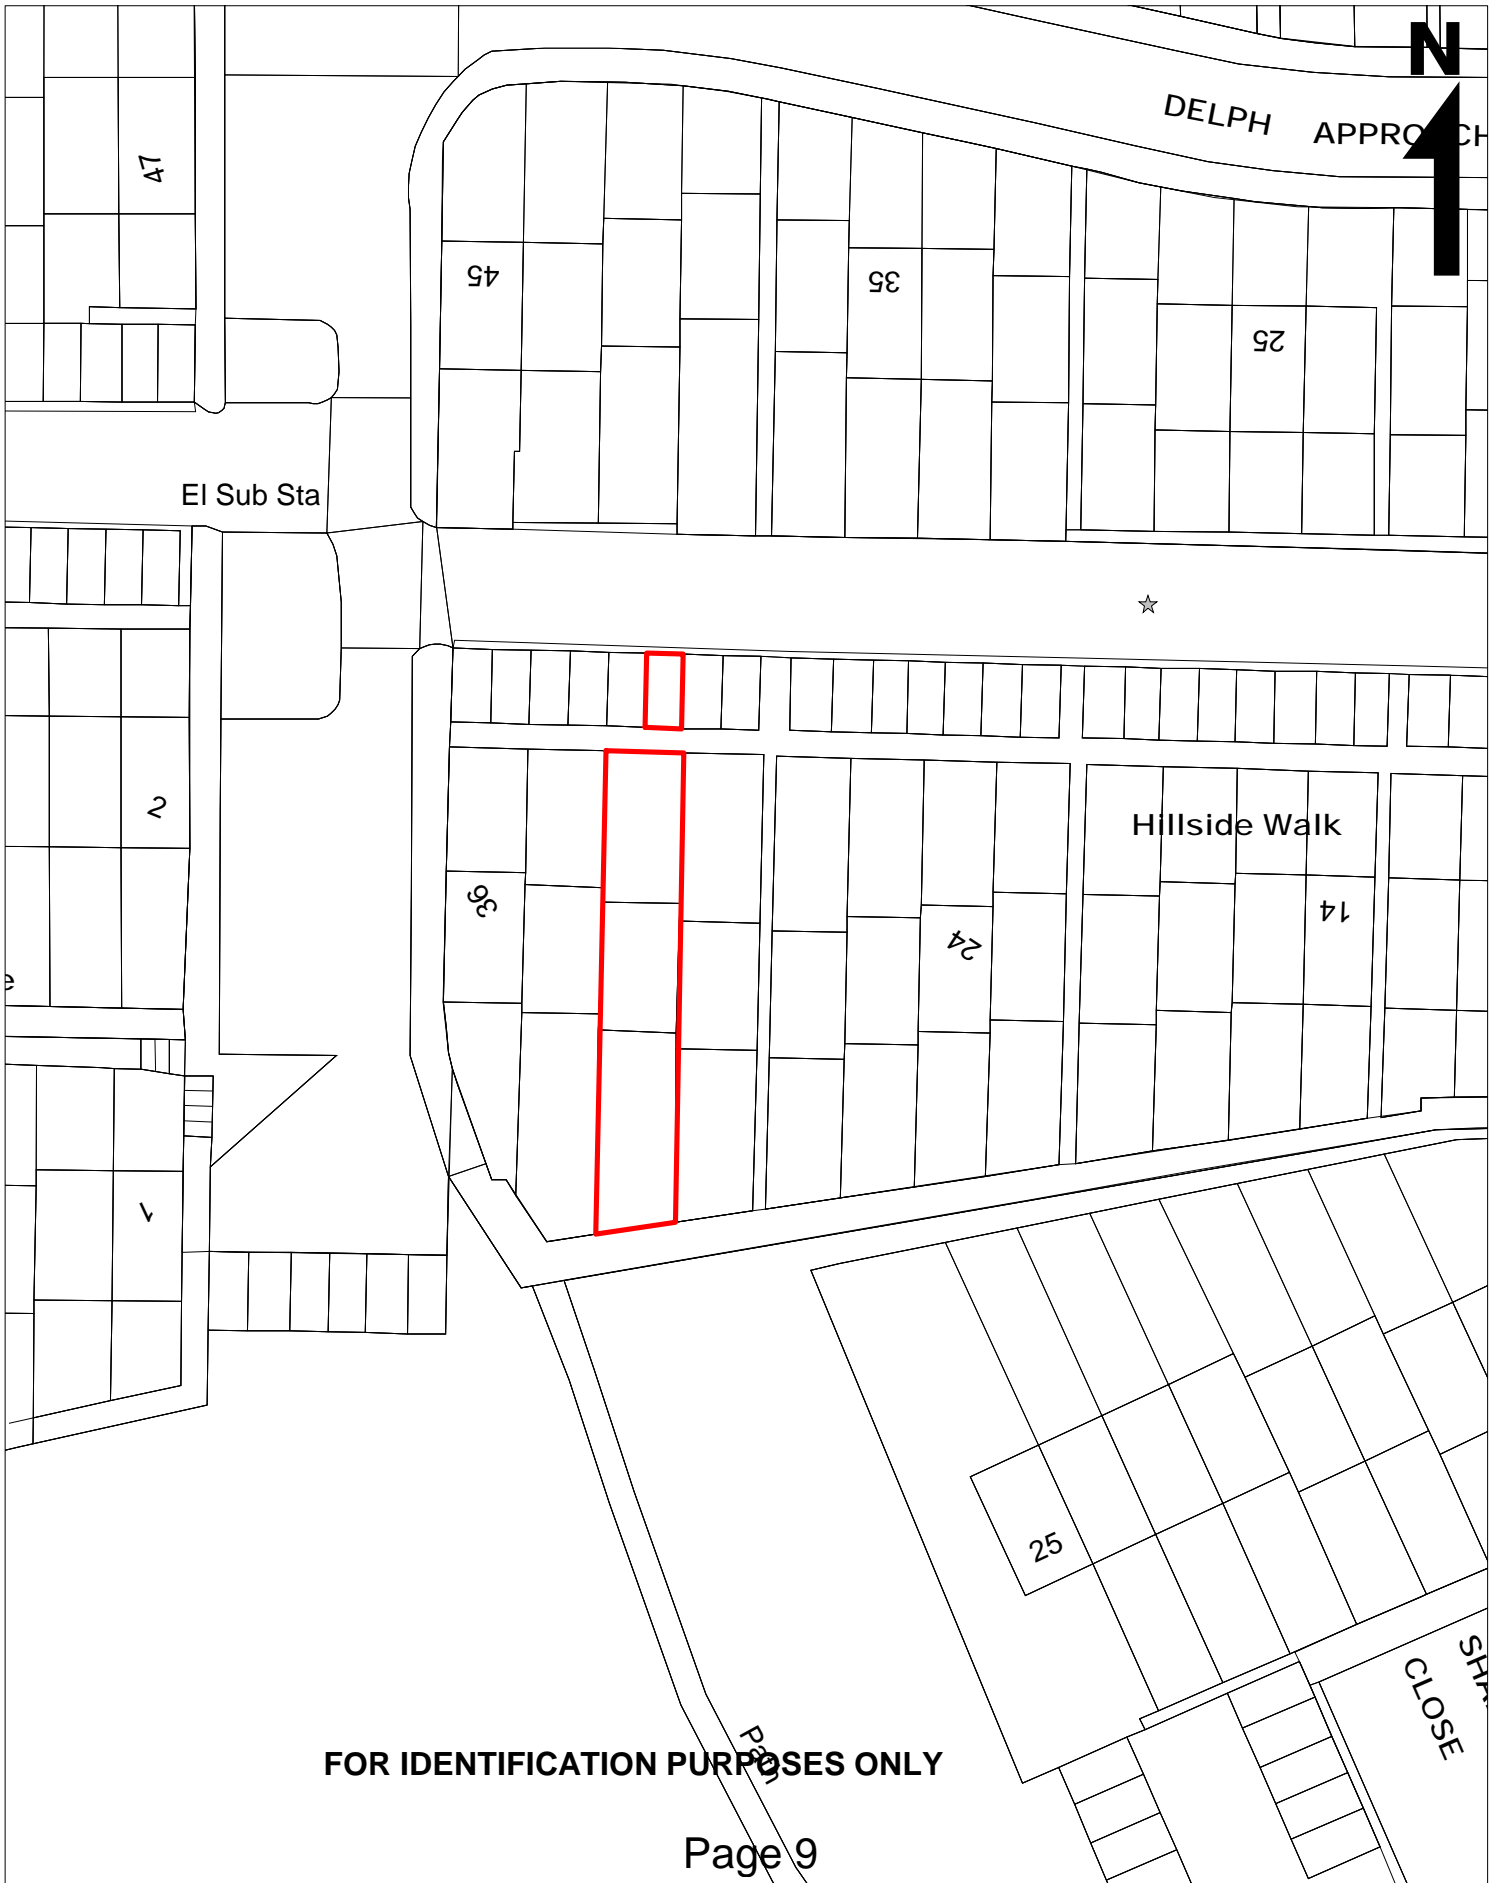 N
DELPH APPROACH
47
45
35
25
El Sub Sta
2
Hillside Walk
36
24
14
1
25
CLOSE
Path
FOR IDENTIFICATION PURPOSES ONLY
Page 9